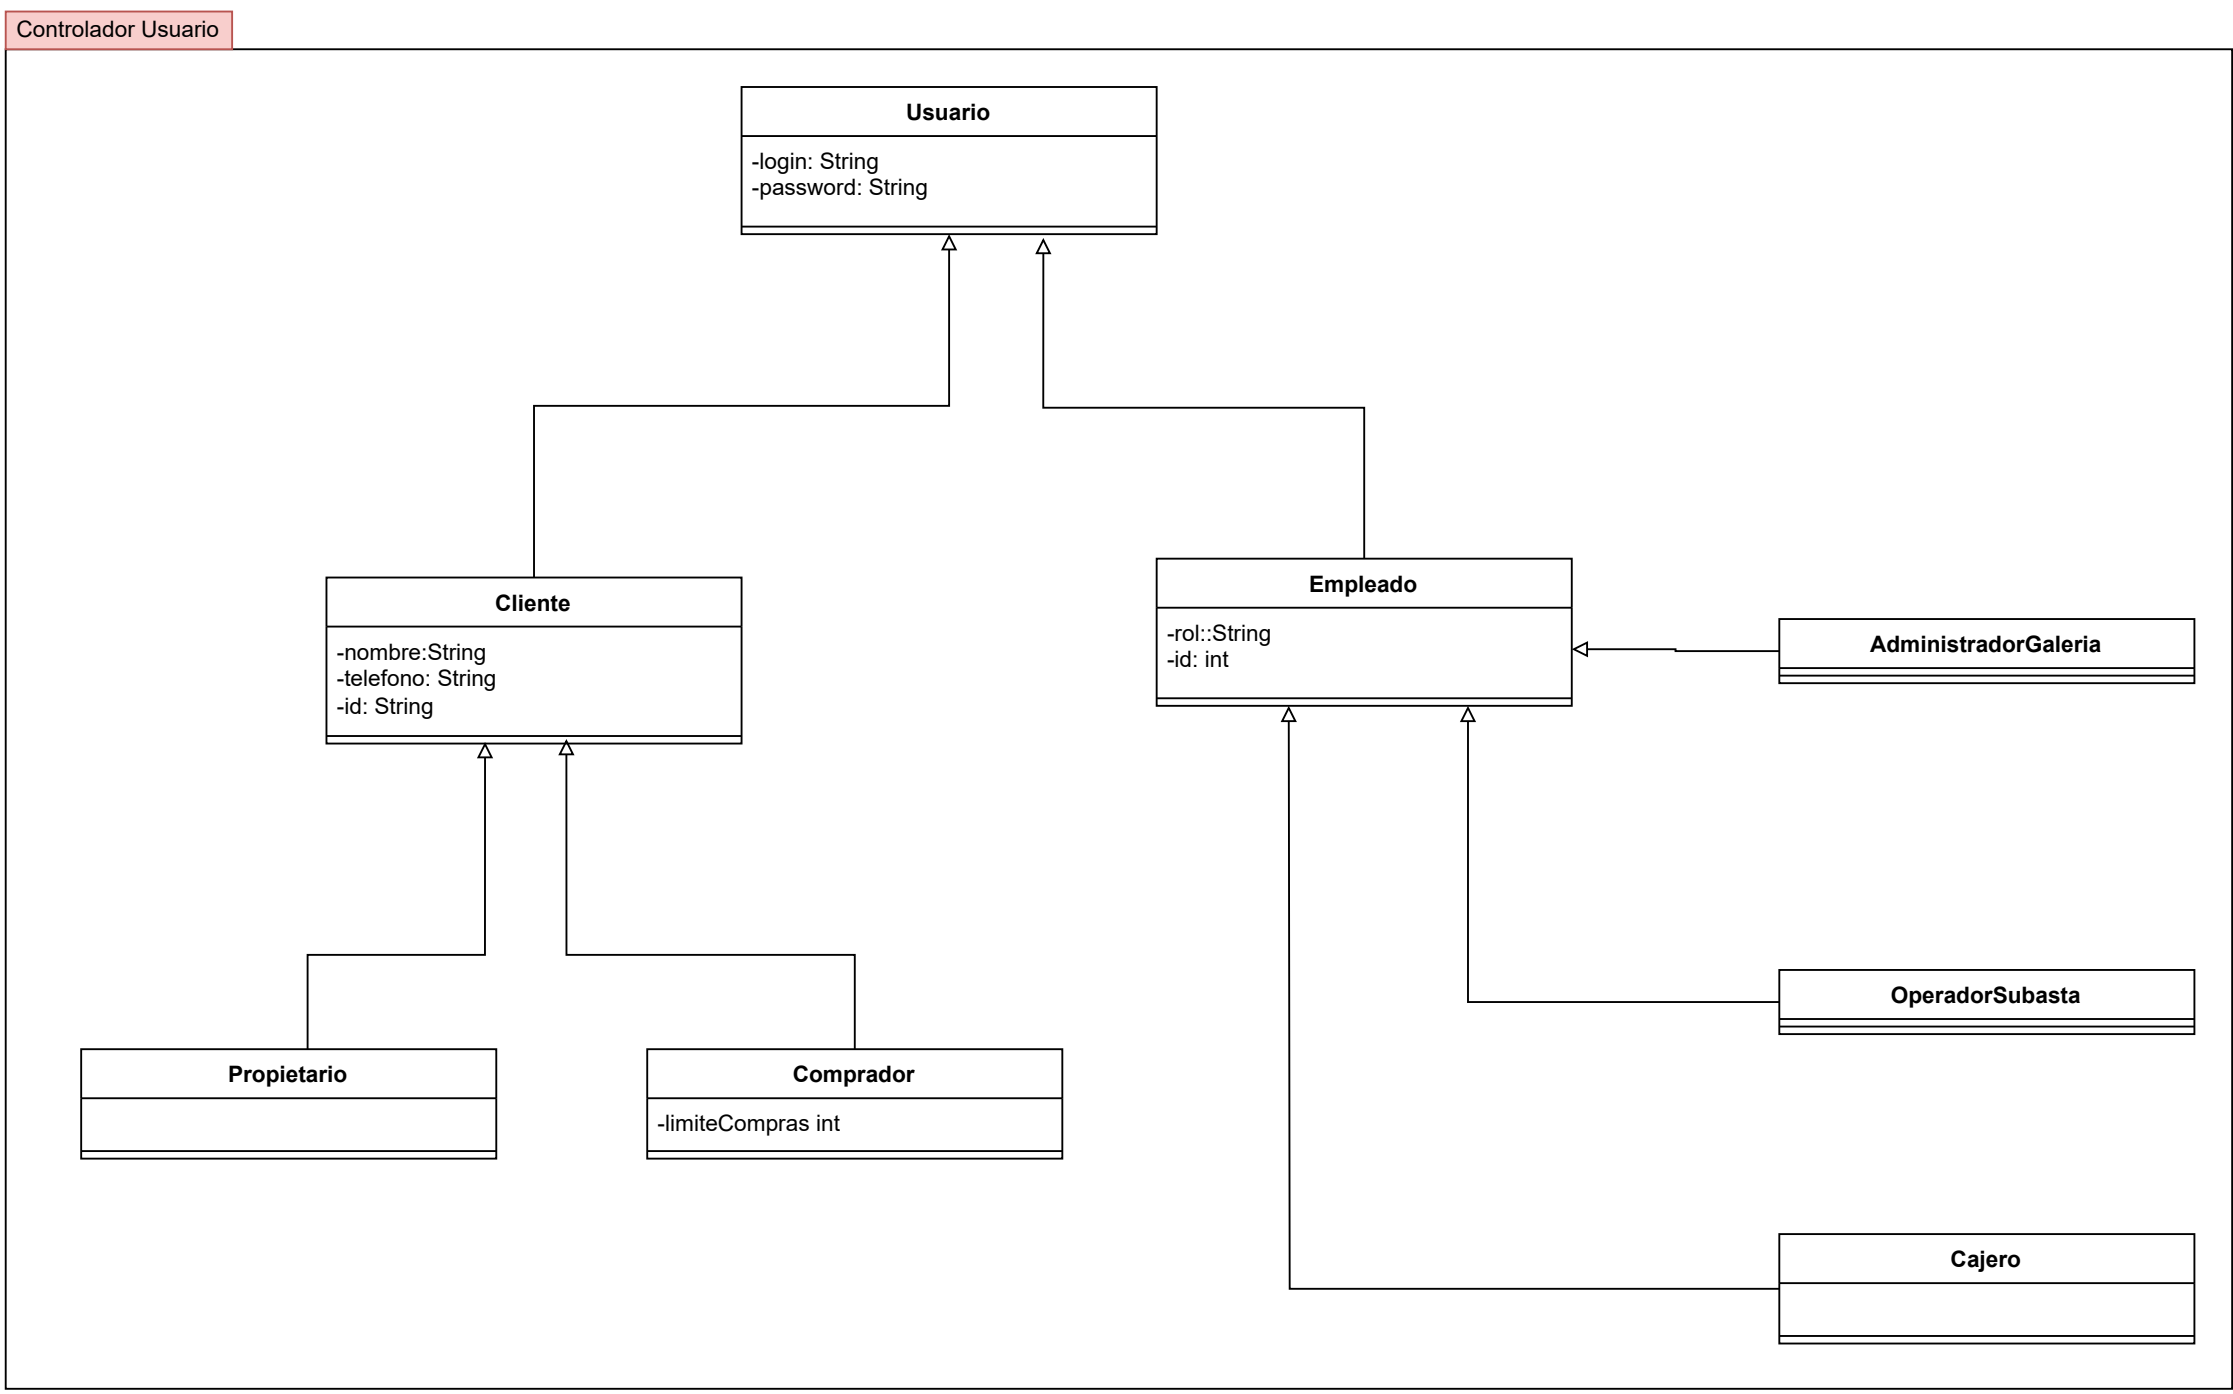 Controlador Usuario
Usuario
-login: String
-password: String
Cliente
-nombre:String
-telefono: String
-id: String
Empleado
-rol::String
-id: int
AdministradorGaleria
OperadorSubasta
Propietario
Comprador
-limiteCompras int
Cajero